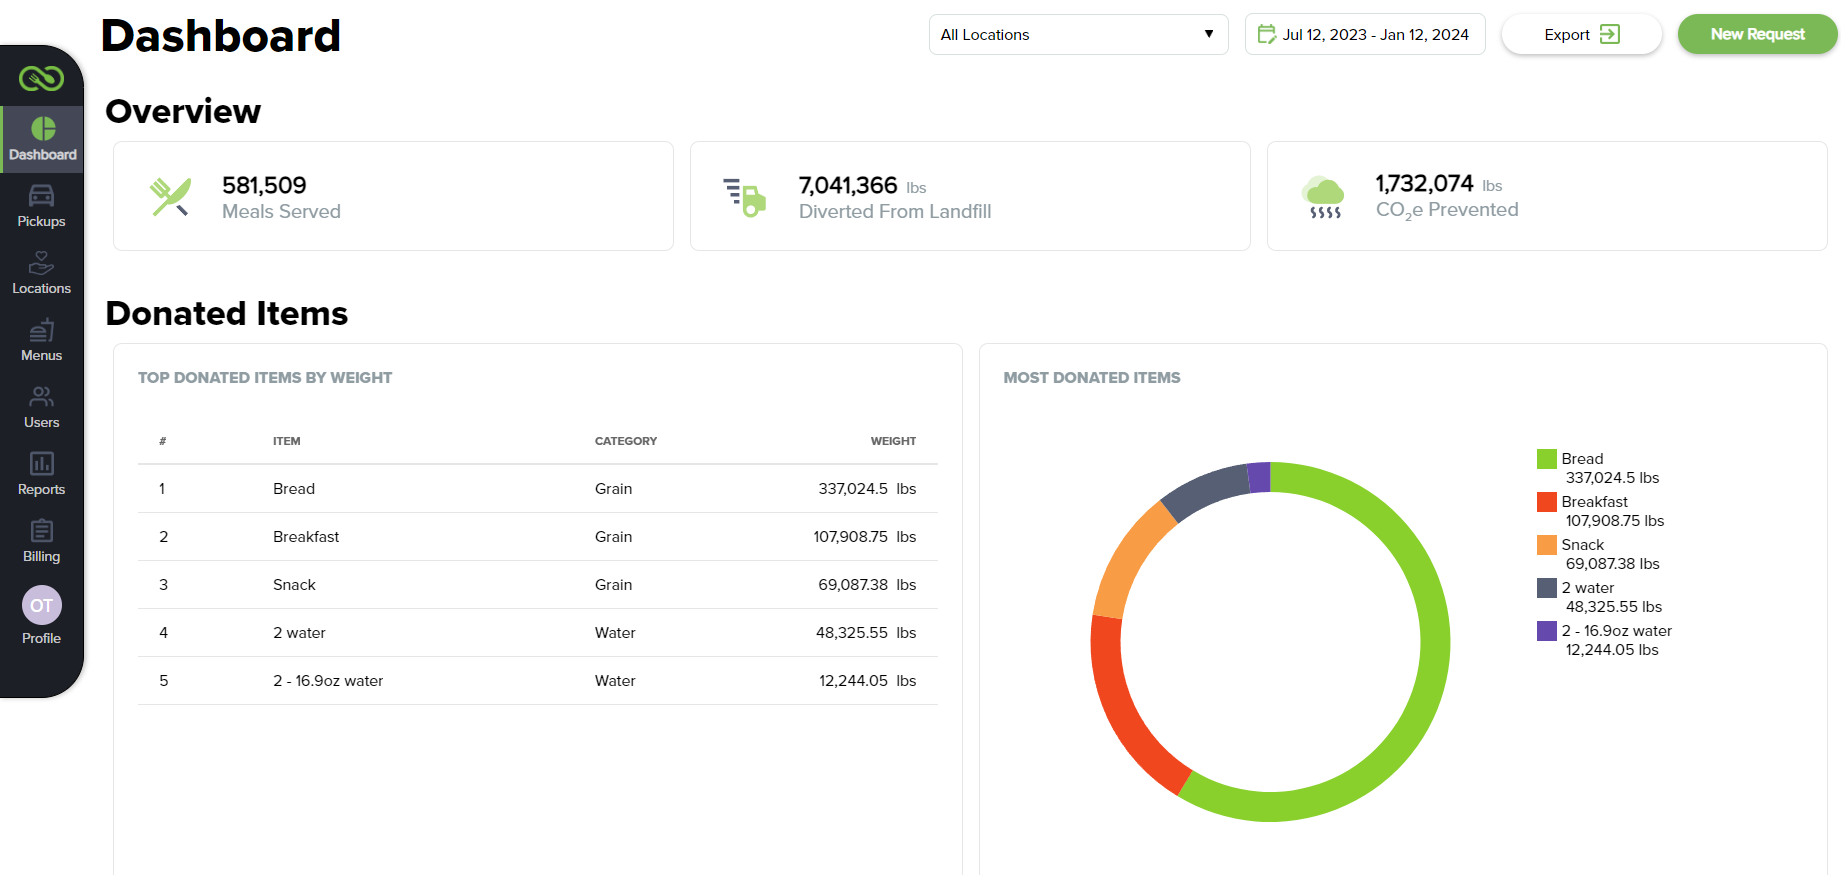 Dashboard
All Locations
Jul 12, 2023 - Jan 12, 2024
Export
New Request
Dashboard
Pickups
Locations
Menus
Users
Reports
Billing
OT
Profile
Overview
581,509
Meals Served
7,041,366 lbs
Diverted From Landfill
1,732,074 lbs
CO2e Prevented
Donated Items
TOP DONATED ITEMS BY WEIGHT
# ITEM CATEGORY WEIGHT
1 Bread Grain 337,024.5 lbs
2 Breakfast Grain 107,908.75 lbs
3 Snack Grain 69,087.38 lbs
4 2 water Water 48,325.55 lbs
5 2 - 16.9oz water Water 12,244.05 lbs
MOST DONATED ITEMS
Bread
337,024.5 lbs
Breakfast
107,908.75 lbs
Snack
69,087.38 lbs
2 water
48,325.55 lbs
2 - 16.9oz water
12,244.05 lbs